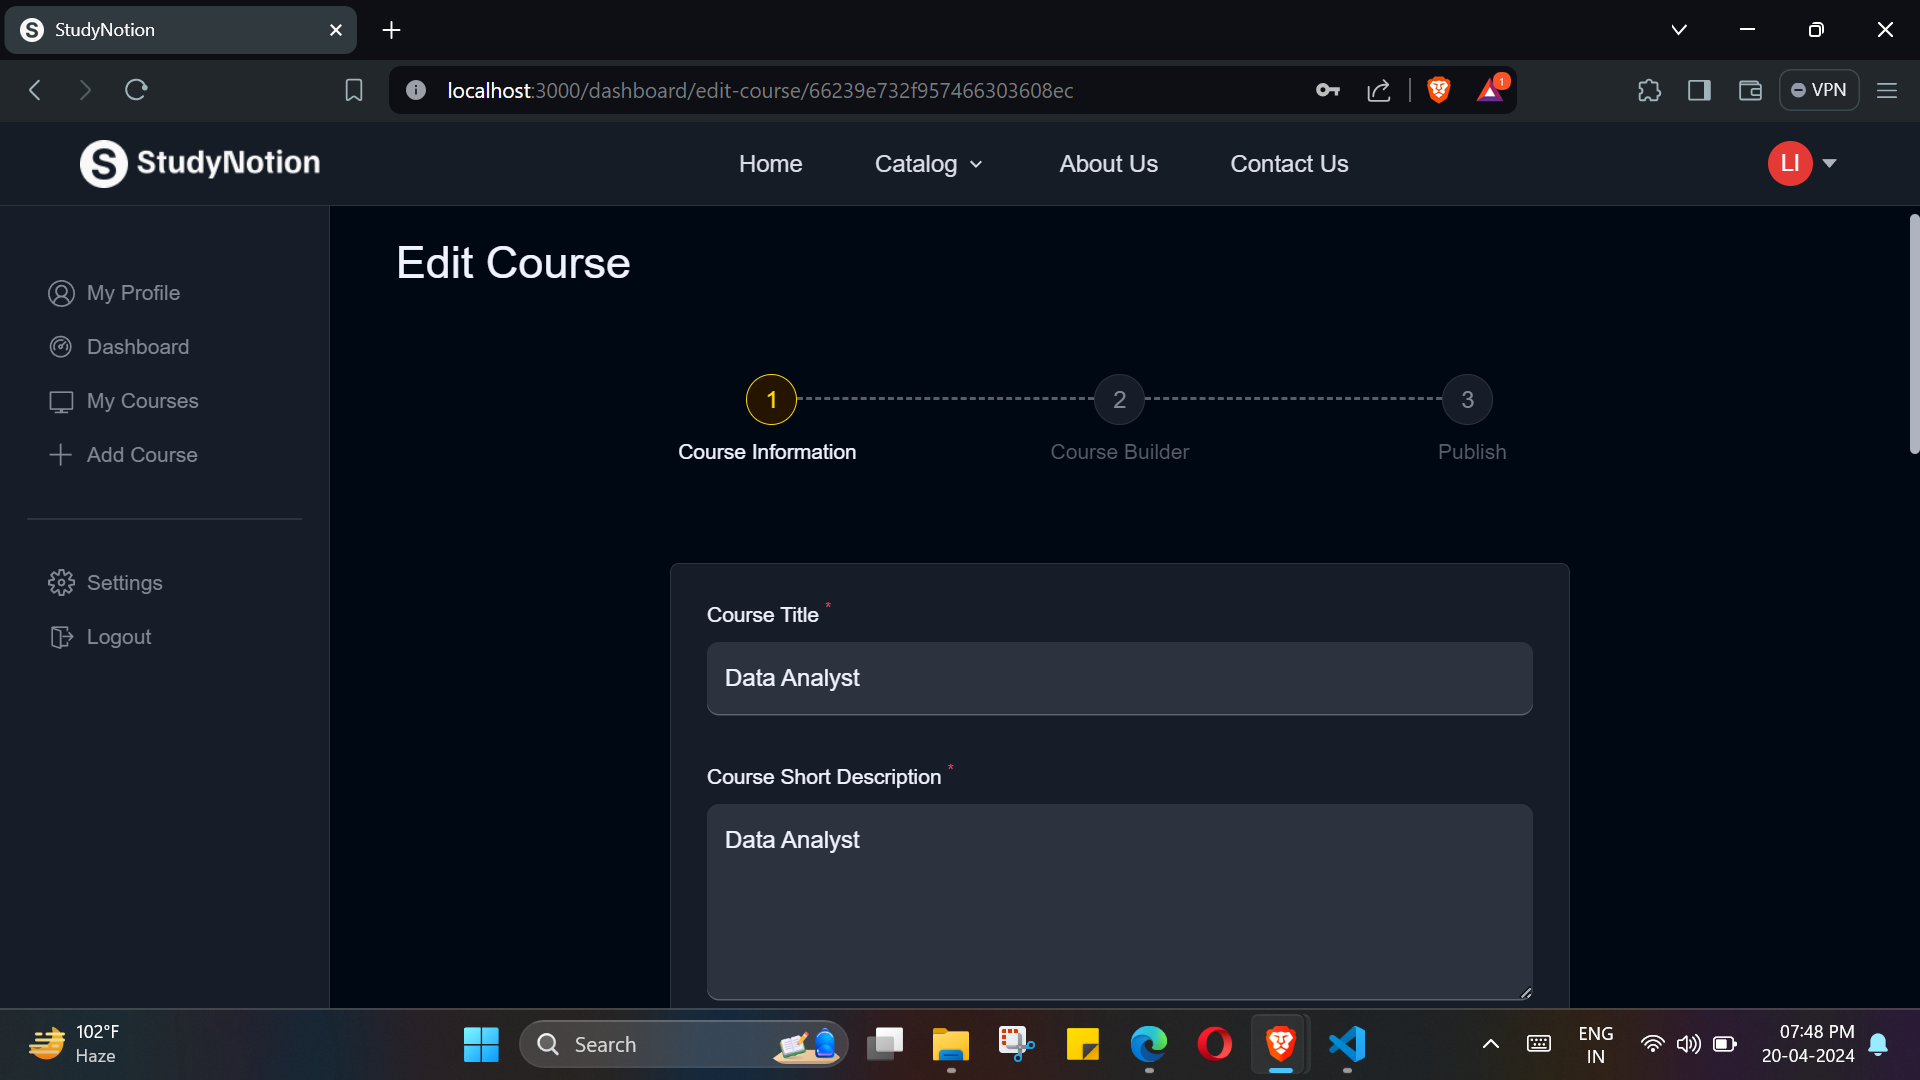 StudyNotion
localhost:3000/dashboard/edit-course/66239e732f957466303608ec
1
VPN
S StudyNotion
Home
Catalog
About Us
Contact Us
LI
My Profile
Dashboard
My Courses
Add Course
Settings
Logout
Edit Course
1
2
3
Course Information
Course Builder
Publish
Course Title *
Data Analyst
Course Short Description *
Data Analyst
102°F
Haze
Search
ENG
IN
07:48 PM
20-04-2024